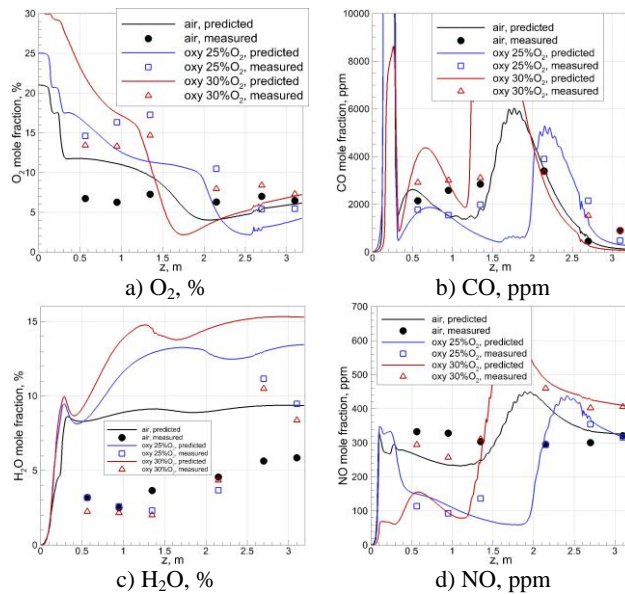 air, predicted
air, measured
oxy 25%O₂, predicted
oxy 25%O₂, measured
oxy 30%O₂, predicted
oxy 30%O₂, measured
O₂ mole fraction, %
30
25
20
15
10
5
0
0 0.5 1 1.5 2 2.5 3
z, m
a) O₂, %
air, predicted
air, measured
oxy 25%O₂, predicted
oxy 25%O₂, measured
oxy 30%O₂, predicted
oxy 30%O₂, measured
CO mole fraction, ppm
10000
8000
6000
4000
2000
0
0 0.5 1 1.5 2 2.5 3
z, m
b) CO, ppm
H₂O mole fraction, %
15
10
5
0
air, predicted
air, measured
oxy 25%O₂, predicted
oxy 25%O₂, measured
oxy 30%O₂, predicted
oxy 30%O₂, measured
0 0.5 1 1.5 2 2.5 3
z, m
c) H₂O, %
air, predicted
air, measured
oxy 25%O₂, predicted
oxy 25%O₂, measured
oxy 30%O₂, predicted
oxy 30%O₂, measured
NO mole fraction, ppm
700
600
500
400
300
200
100
0
0 0.5 1 1.5 2 2.5 3
z, m
d) NO, ppm